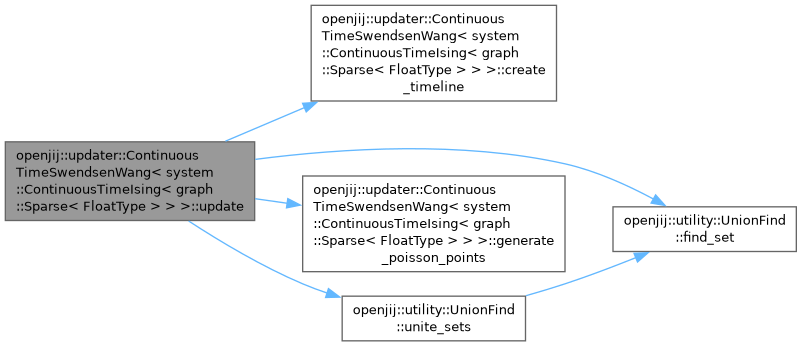 openjij::updater::Continuous
TimeSwendsenWang< system
::ContinuousTimeIsing< graph
::Sparse< FloatType > > >::update
openjij::updater::Continuous
TimeSwendsenWang< system
::ContinuousTimeIsing< graph
::Sparse< FloatType > > >::create
_timeline
openjij::updater::Continuous
TimeSwendsenWang< system
::ContinuousTimeIsing< graph
::Sparse< FloatType > > >::generate
_poisson_points
openjij::utility::UnionFind
::unite_sets
openjij::utility::UnionFind
::find_set